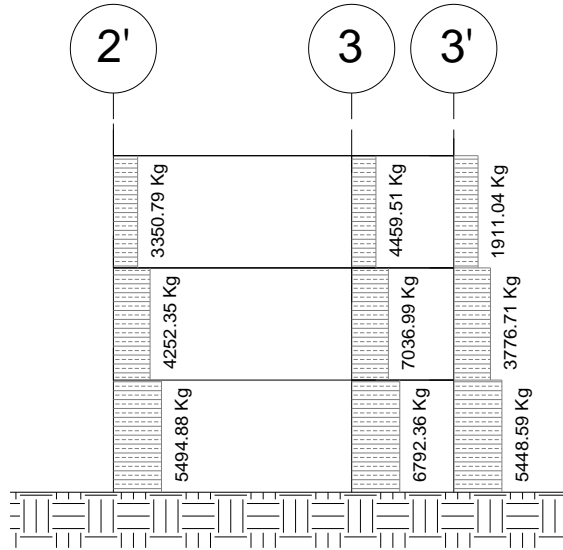 2'
3
3'
3350.79 Kg
4459.51 Kg
1911.04 Kg
4252.35 Kg
7036.99 Kg
3776.71 Kg
5494.88 Kg
6792.36 Kg
5448.59 Kg